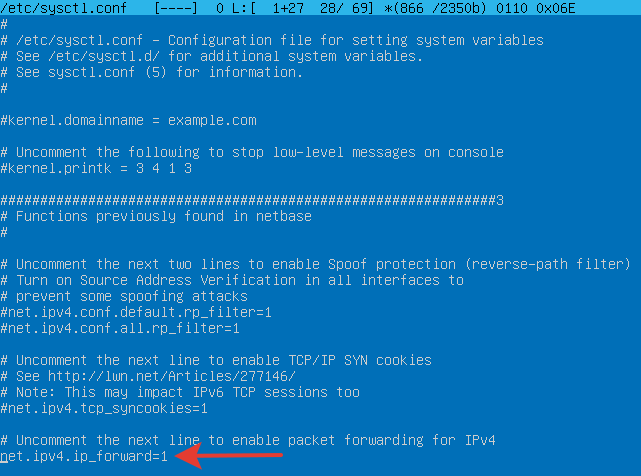 /etc/sysctl.conf   [----]  0 L:[  1+27  28/ 69] *(866 /2350b) 0110 0x06E
#
# /etc/sysctl.conf - Configuration file for setting system variables
# See /etc/sysctl.d/ for additional system variables.
# See sysctl.conf (5) for information.
#
#kernel.domainname = example.com
# Uncomment the following to stop low-level messages on console
#kernel.printk = 3 4 1 3
##############################################################3
# Functions previously found in netbase
#
# Uncomment the next two lines to enable Spoof protection (reverse-path filter)
# Turn on Source Address Verification in all interfaces to
# prevent some spoofing attacks
#net.ipv4.conf.default.rp_filter=1
#net.ipv4.conf.all.rp_filter=1
# Uncomment the next line to enable TCP/IP SYN cookies
# See http://lwn.net/Articles/277146/
# Note: This may impact IPv6 TCP sessions too
#net.ipv4.tcp_syncookies=1
# Uncomment the next line to enable packet forwarding for IPv4
net.ipv4.ip_forward=1